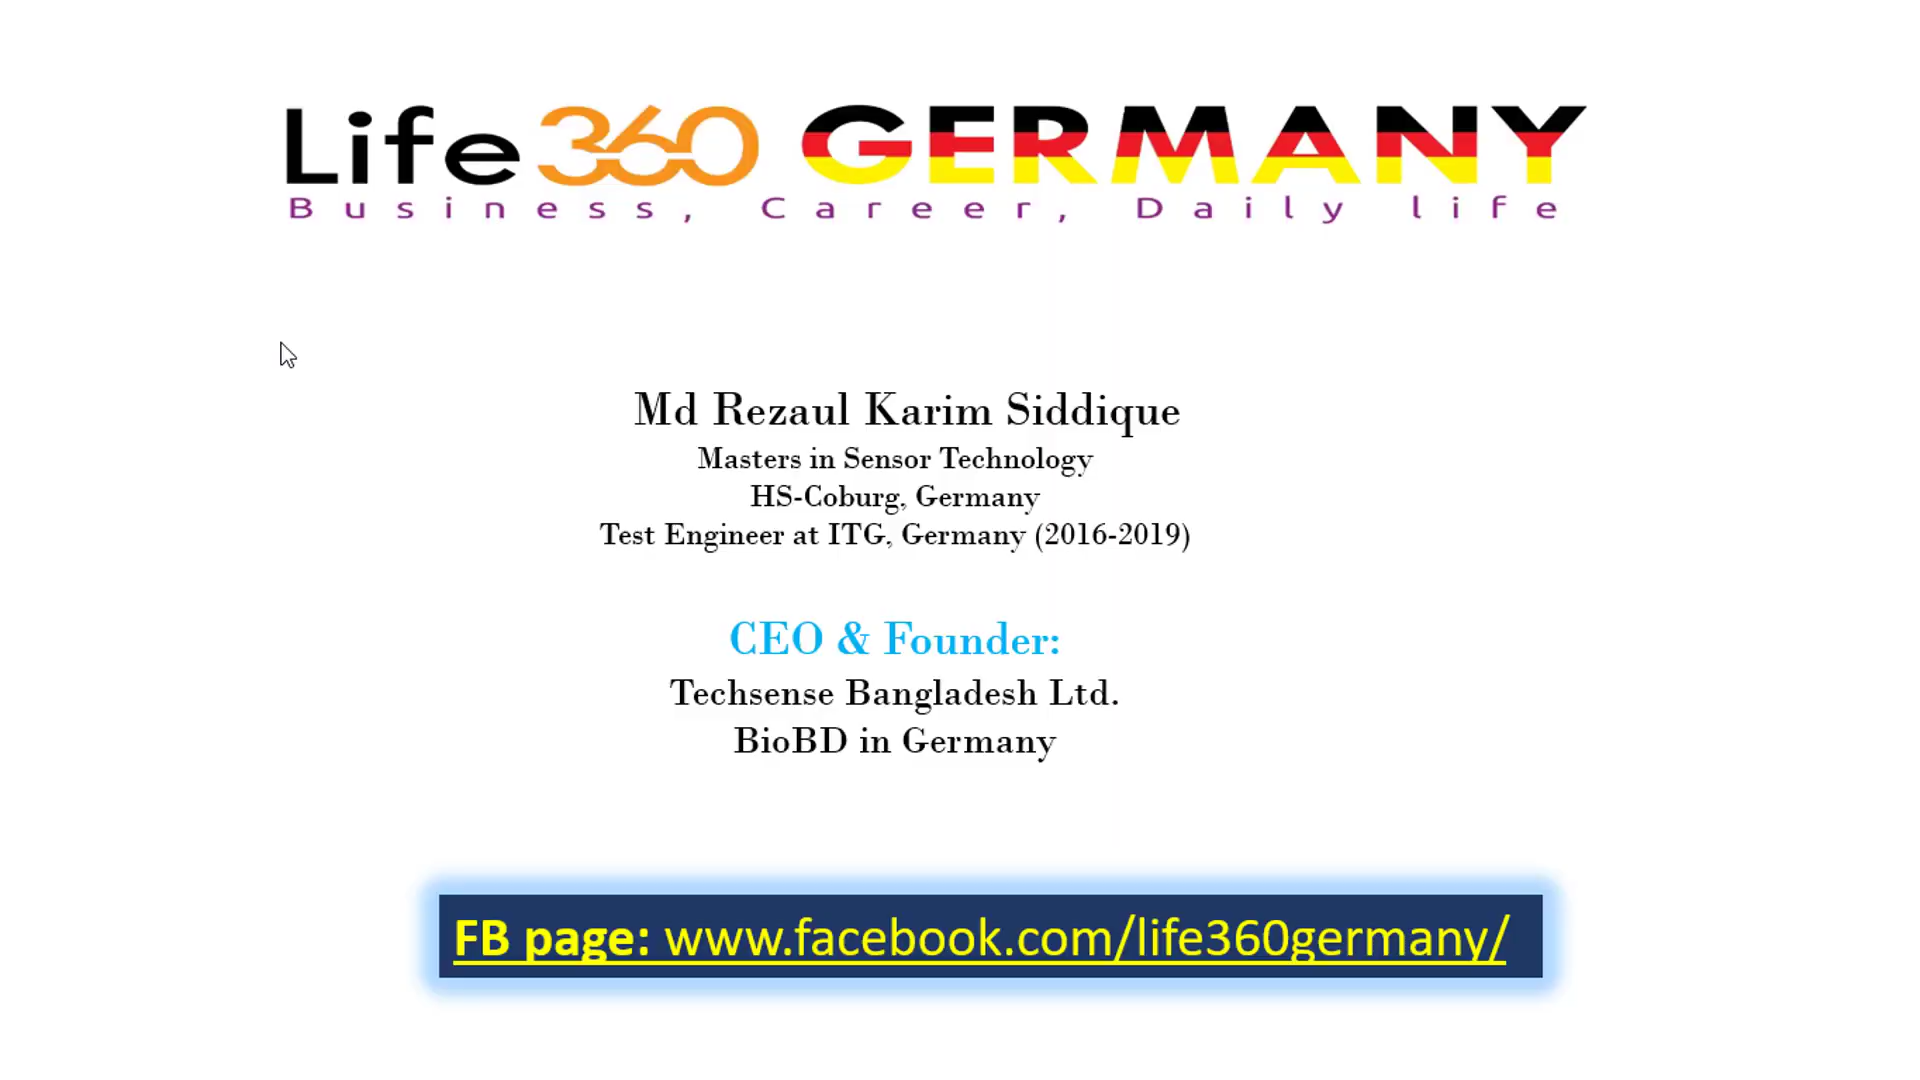 Life360 GERMANY
Business, Career, Daily life
Md Rezaul Karim Siddique
Masters in Sensor Technology
HS-Coburg, Germany
Test Engineer at ITG, Germany (2016-2019)
CEO & Founder:
Techsense Bangladesh Ltd.
BioBD in Germany
FB page: www.facebook.com/life360germany/